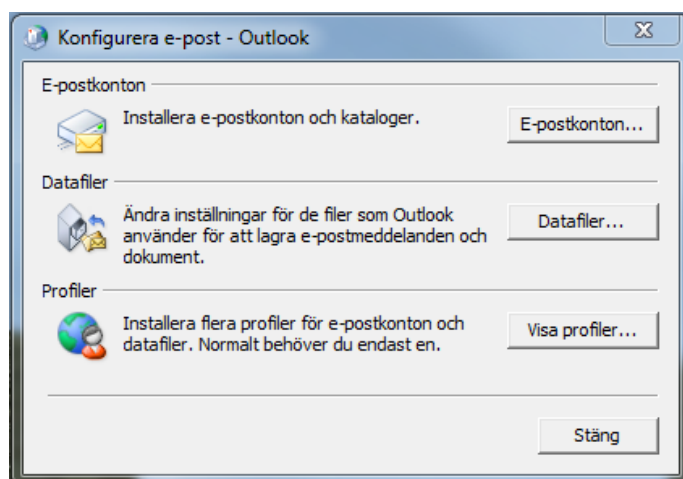 Konfigurera e-post - Outlook
E-postkonton
Installera e-postkonton och kataloger.
E-postkonton...
Datafiler
Ändra inställningar för de filer som Outlook
använder för att lagra e-postmeddelanden och
dokument.
Datafiler...
Profiler
Installera flera profiler för e-postkonton och
datafiler. Normalt behöver du endast en.
Visa profiler...
Stäng